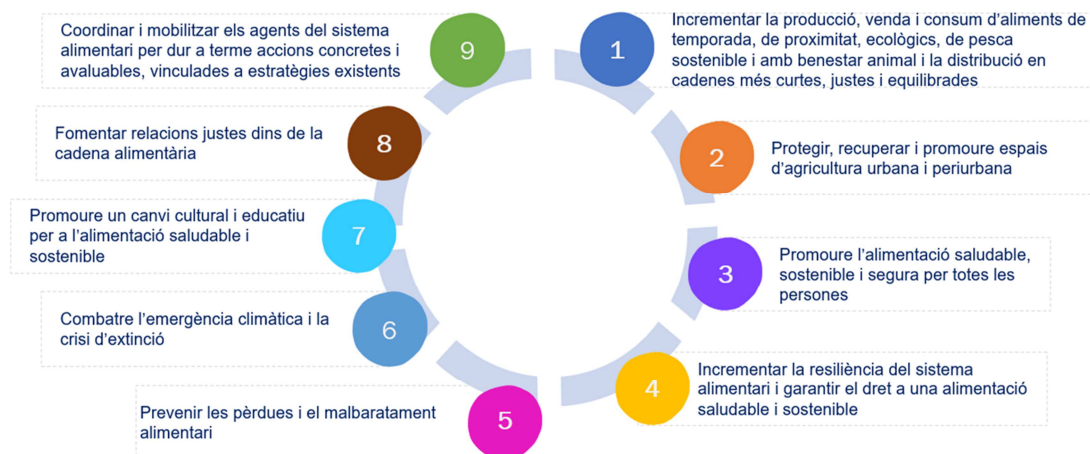 1
Incrementar la producció, venda i consum d’aliments de
temporada, de proximitat, ecològics, de pesca
sostenible i amb benestar animal i la distribució en
cadenes més curtes, justes i equilibrades
2
Protegir, recuperar i promoure espais
d’agricultura urbana i periurbana
3
Promoure l’alimentació saludable,
sostenible i segura per totes les
persones
4
Incrementar la resiliència del sistema
alimentari i garantir el dret a una alimentació
saludable i sostenible
5
Prevenir les pèrdues i el malbaratament
alimentari
6
Combatre l’emergència climàtica i la
crisi d’extinció
7
Promoure un canvi cultural i educatiu
per a l’alimentació saludable i
sostenible
8
Fomentar relacions justes dins de la
cadena alimentària
9
Coordinar i mobilitzar els agents del sistema
alimentari per dur a terme accions concretes i
avaluables, vinculades a estratègies existents